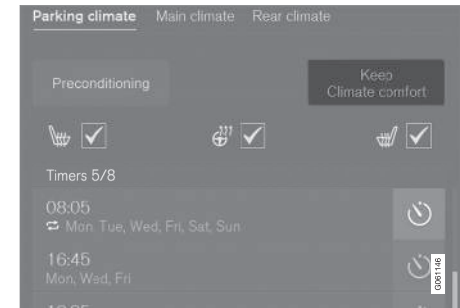 Parking climate Main climate Rear climate
Preconditioning
Keep
Climate comfort
Timers 5/8
08:05
Mon, Tue, Wed, Fri, Sat, Sun
16:45
Mon, Wed, Fri
G061146